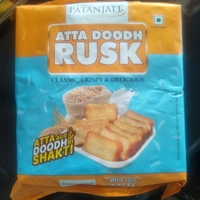 PATANJALI
ATTA DOODH
RUSK
CLASSIC, CRISPY & DELICIOUS
ATTA AUR
DOODH KI
SHAKTI